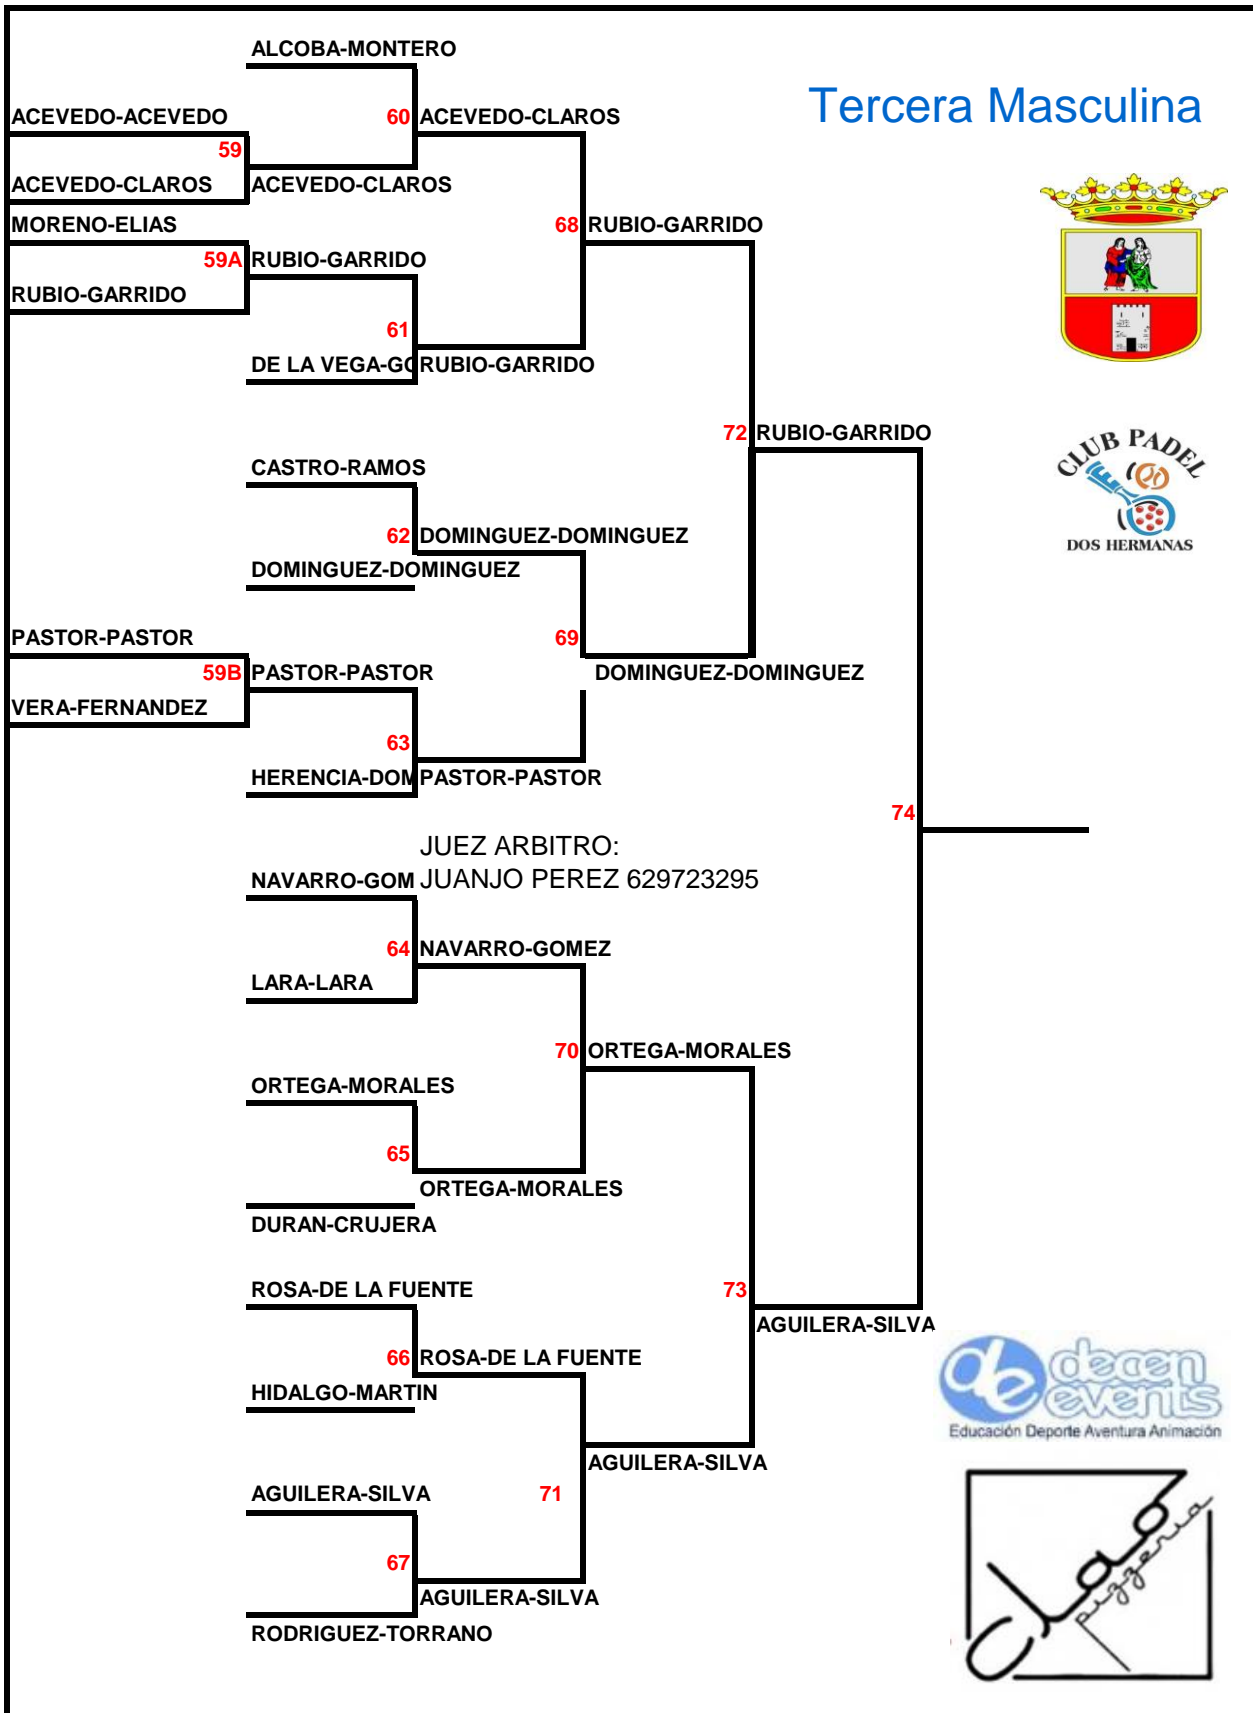 ALCOBA-MONTERO
Tercera Masculina
ACEVEDO-ACEVEDO
60 ACEVEDO-CLAROS
59
ACEVEDO-CLAROS
ACEVEDO-CLAROS
MORENO-ELIAS
68 RUBIO-GARRIDO
59A RUBIO-GARRIDO
RUBIO-GARRIDO
61
DE LA VEGA-GO
RUBIO-GARRIDO
72 RUBIO-GARRIDO
CLUB PADEL
DOS HERMANAS
CASTRO-RAMOS
62 DOMINGUEZ-DOMINGUEZ
DOMINGUEZ-DOMINGUEZ
PASTOR-PASTOR
69
59B PASTOR-PASTOR
DOMINGUEZ-DOMINGUEZ
VERA-FERNANDEZ
63
HERENCIA-DOM
PASTOR-PASTOR
74
JUEZ ARBITRO:
NAVARRO-GOM
JUANJO PEREZ 629723295
64 NAVARRO-GOMEZ
LARA-LARA
70 ORTEGA-MORALES
ORTEGA-MORALES
65
ORTEGA-MORALES
DURAN-CRUJERA
ROSA-DE LA FUENTE
73
AGUILERA-SILVA
66 ROSA-DE LA FUENTE
HIDALGO-MARTIN
decen
events
Educación Deporte Aventura Animación
AGUILERA-SILVA
AGUILERA-SILVA
71
67
AGUILERA-SILVA
RODRIGUEZ-TORRANO
pizzeria